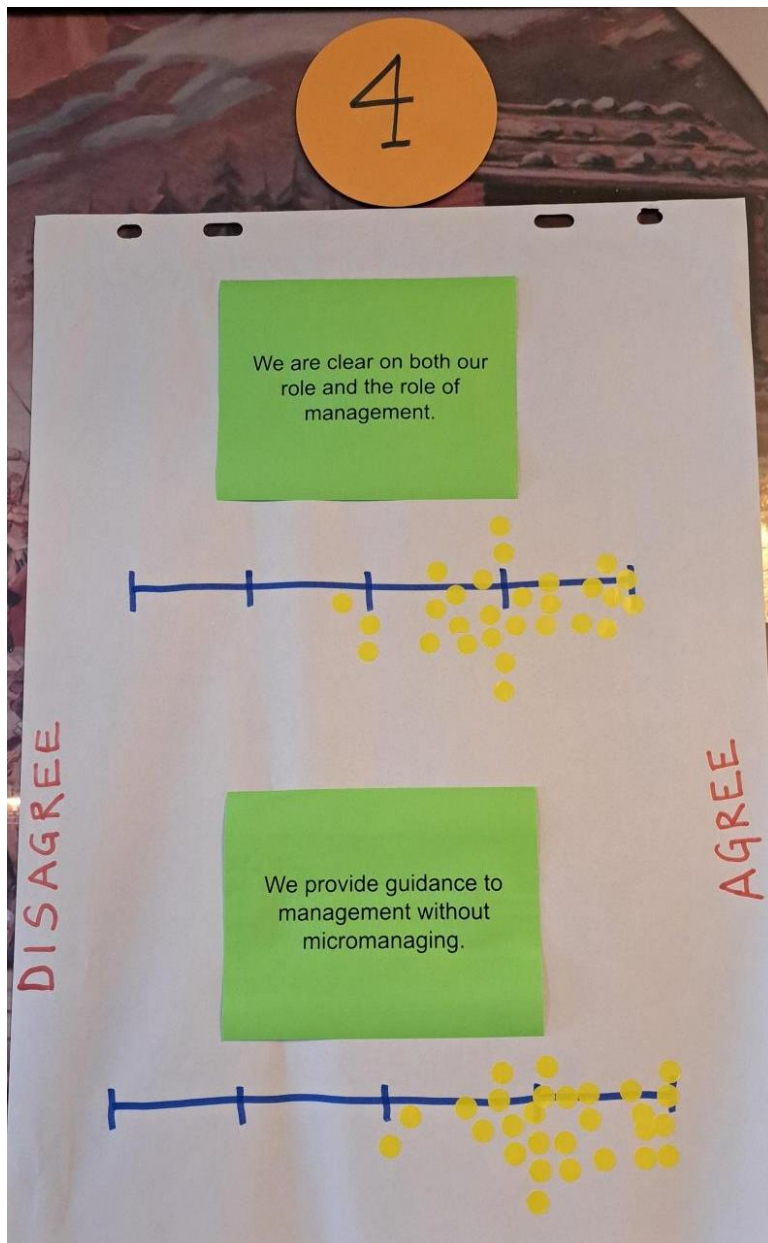 4
We are clear on both our
role and the role of
management.
DISAGREE
AGREE
We provide guidance to
management without
micromanaging.